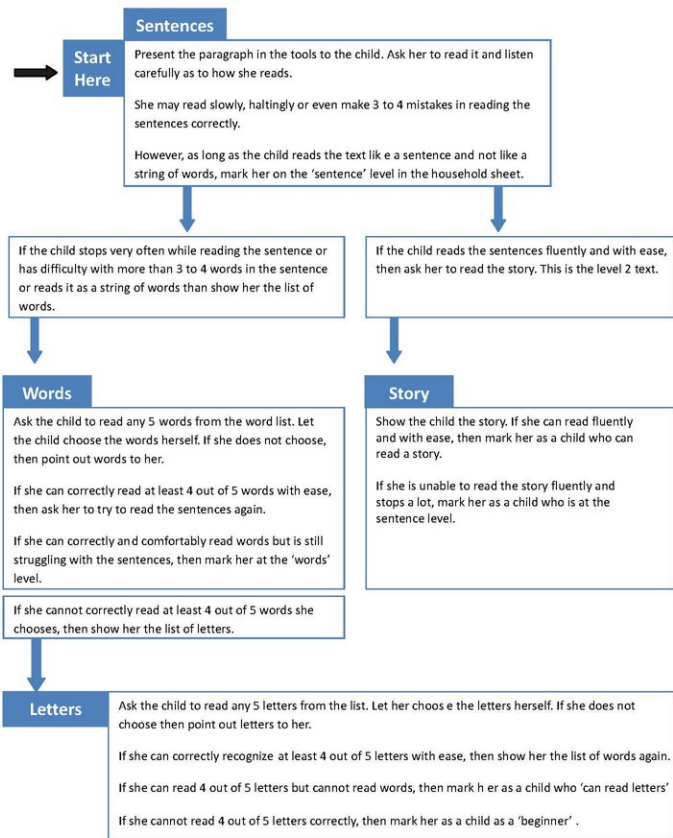 Sentences
Start
Here
Present the paragraph in the tools to the child. Ask her to read it and listen
carefully as to how she reads.
She may read slowly, haltingly or even make 3 to 4 mistakes in reading the
sentences correctly.
However, as long as the child reads the text lik e a sentence and not like a
string of words, mark her on the ‘sentence’ level in the household sheet.
If the child stops very often while reading the sentence or
has difficulty with more than 3 to 4 words in the sentence
or reads it as a string of words than show her the list of
words.
If the child reads the sentences fluently and with ease,
then ask her to read the story. This is the level 2 text.
Words
Ask the child to read any 5 words from the word list. Let
the child choose the words herself. If she does not choose,
then point out words to her.
If she can correctly read at least 4 out of 5 words with ease,
then ask her to try to read the sentences again.
If she can correctly and comfortably read words but is still
struggling with the sentences, then mark her at the ‘words’
level.
If she cannot correctly read at least 4 out of 5 words she
chooses, then show her the list of letters.
Story
Show the child the story. If she can read fluently
and with ease, then mark her as a child who can
read a story.
If she is unable to read the story fluently and
stops a lot, mark her as a child who is at the
sentence level.
Letters
Ask the child to read any 5 letters from the list. Let her choos e the letters herself. If she does not
choose then point out letters to her.
If she can correctly recognize at least 4 out of 5 letters with ease, then show her the list of words again.
If she can read 4 out of 5 letters but cannot read words, then mark h er as a child who ‘can read letters’
If she cannot read 4 out of 5 letters correctly, then mark her as a child as a ‘beginner’ .